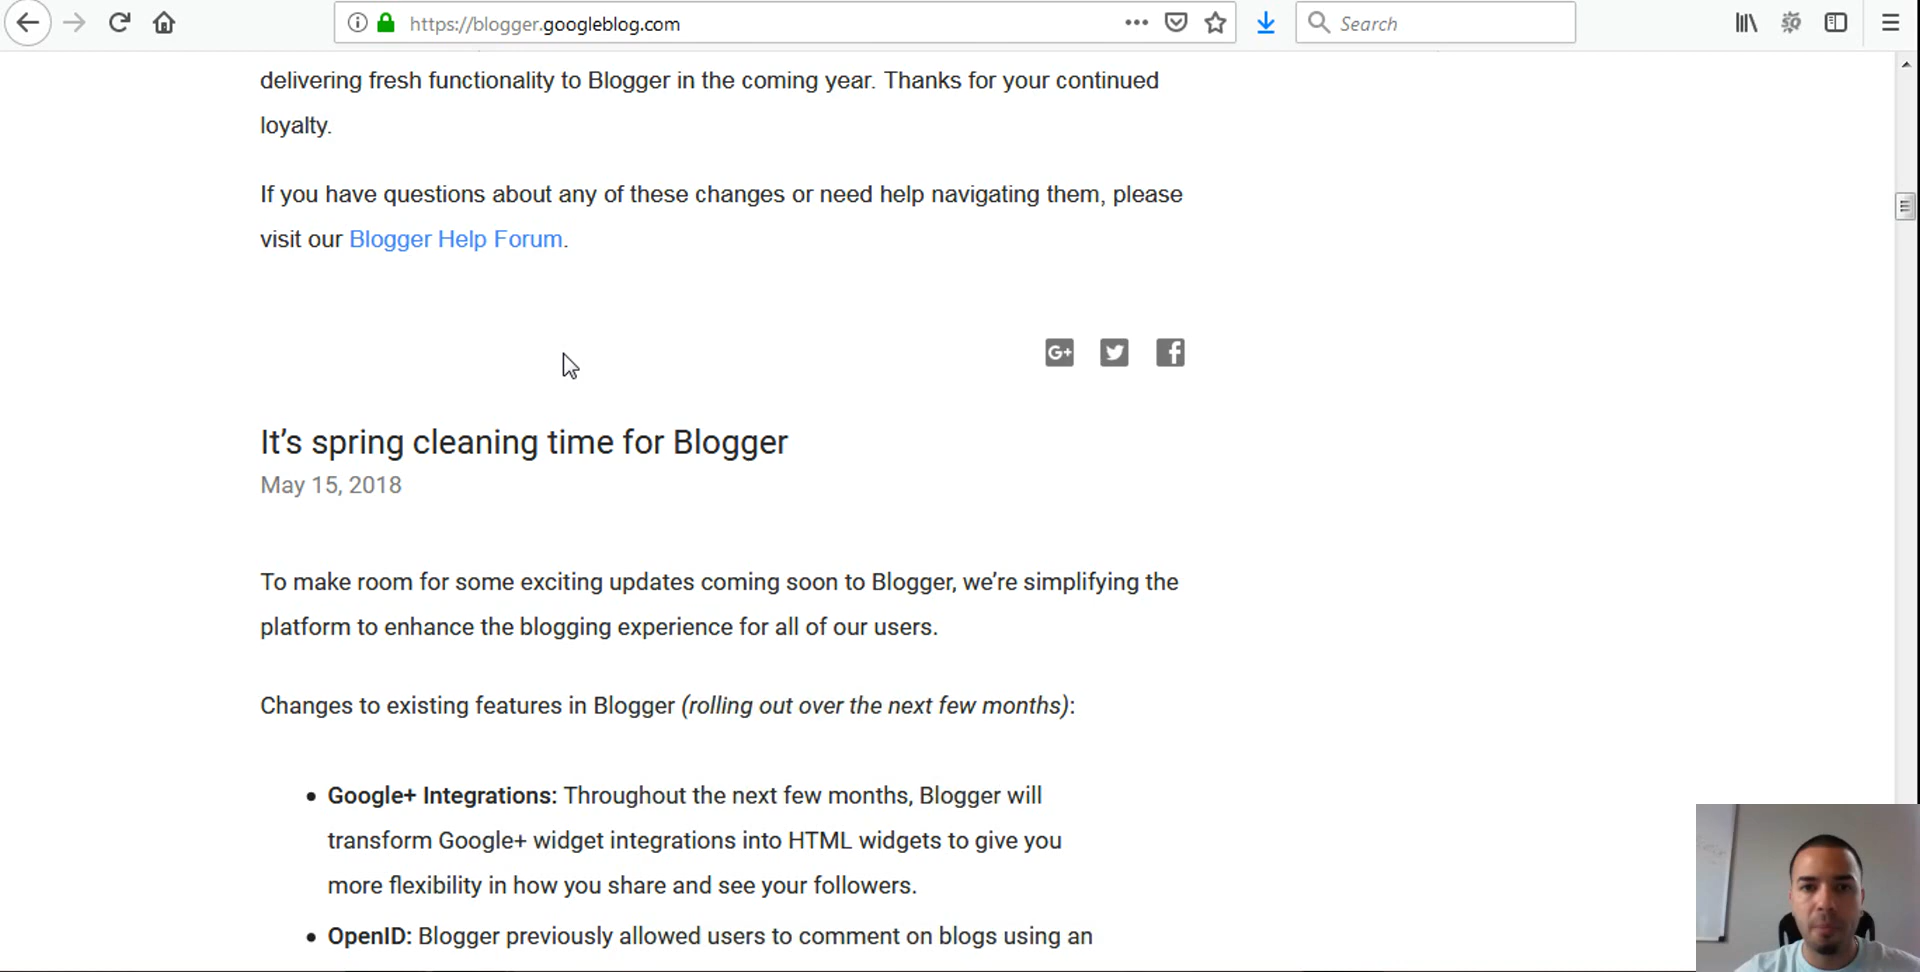 https://blogger.googleblog.com
Search
delivering fresh functionality to Blogger in the coming year. Thanks for your continued
loyalty.
If you have questions about any of these changes or need help navigating them, please
visit our Blogger Help Forum.
G+
It’s spring cleaning time for Blogger
May 15, 2018
To make room for some exciting updates coming soon to Blogger, we’re simplifying the
platform to enhance the blogging experience for all of our users.
Changes to existing features in Blogger (rolling out over the next few months):
• Google+ Integrations: Throughout the next few months, Blogger will
transform Google+ widget integrations into HTML widgets to give you
more flexibility in how you share and see your followers.
• OpenID: Blogger previously allowed users to comment on blogs using an